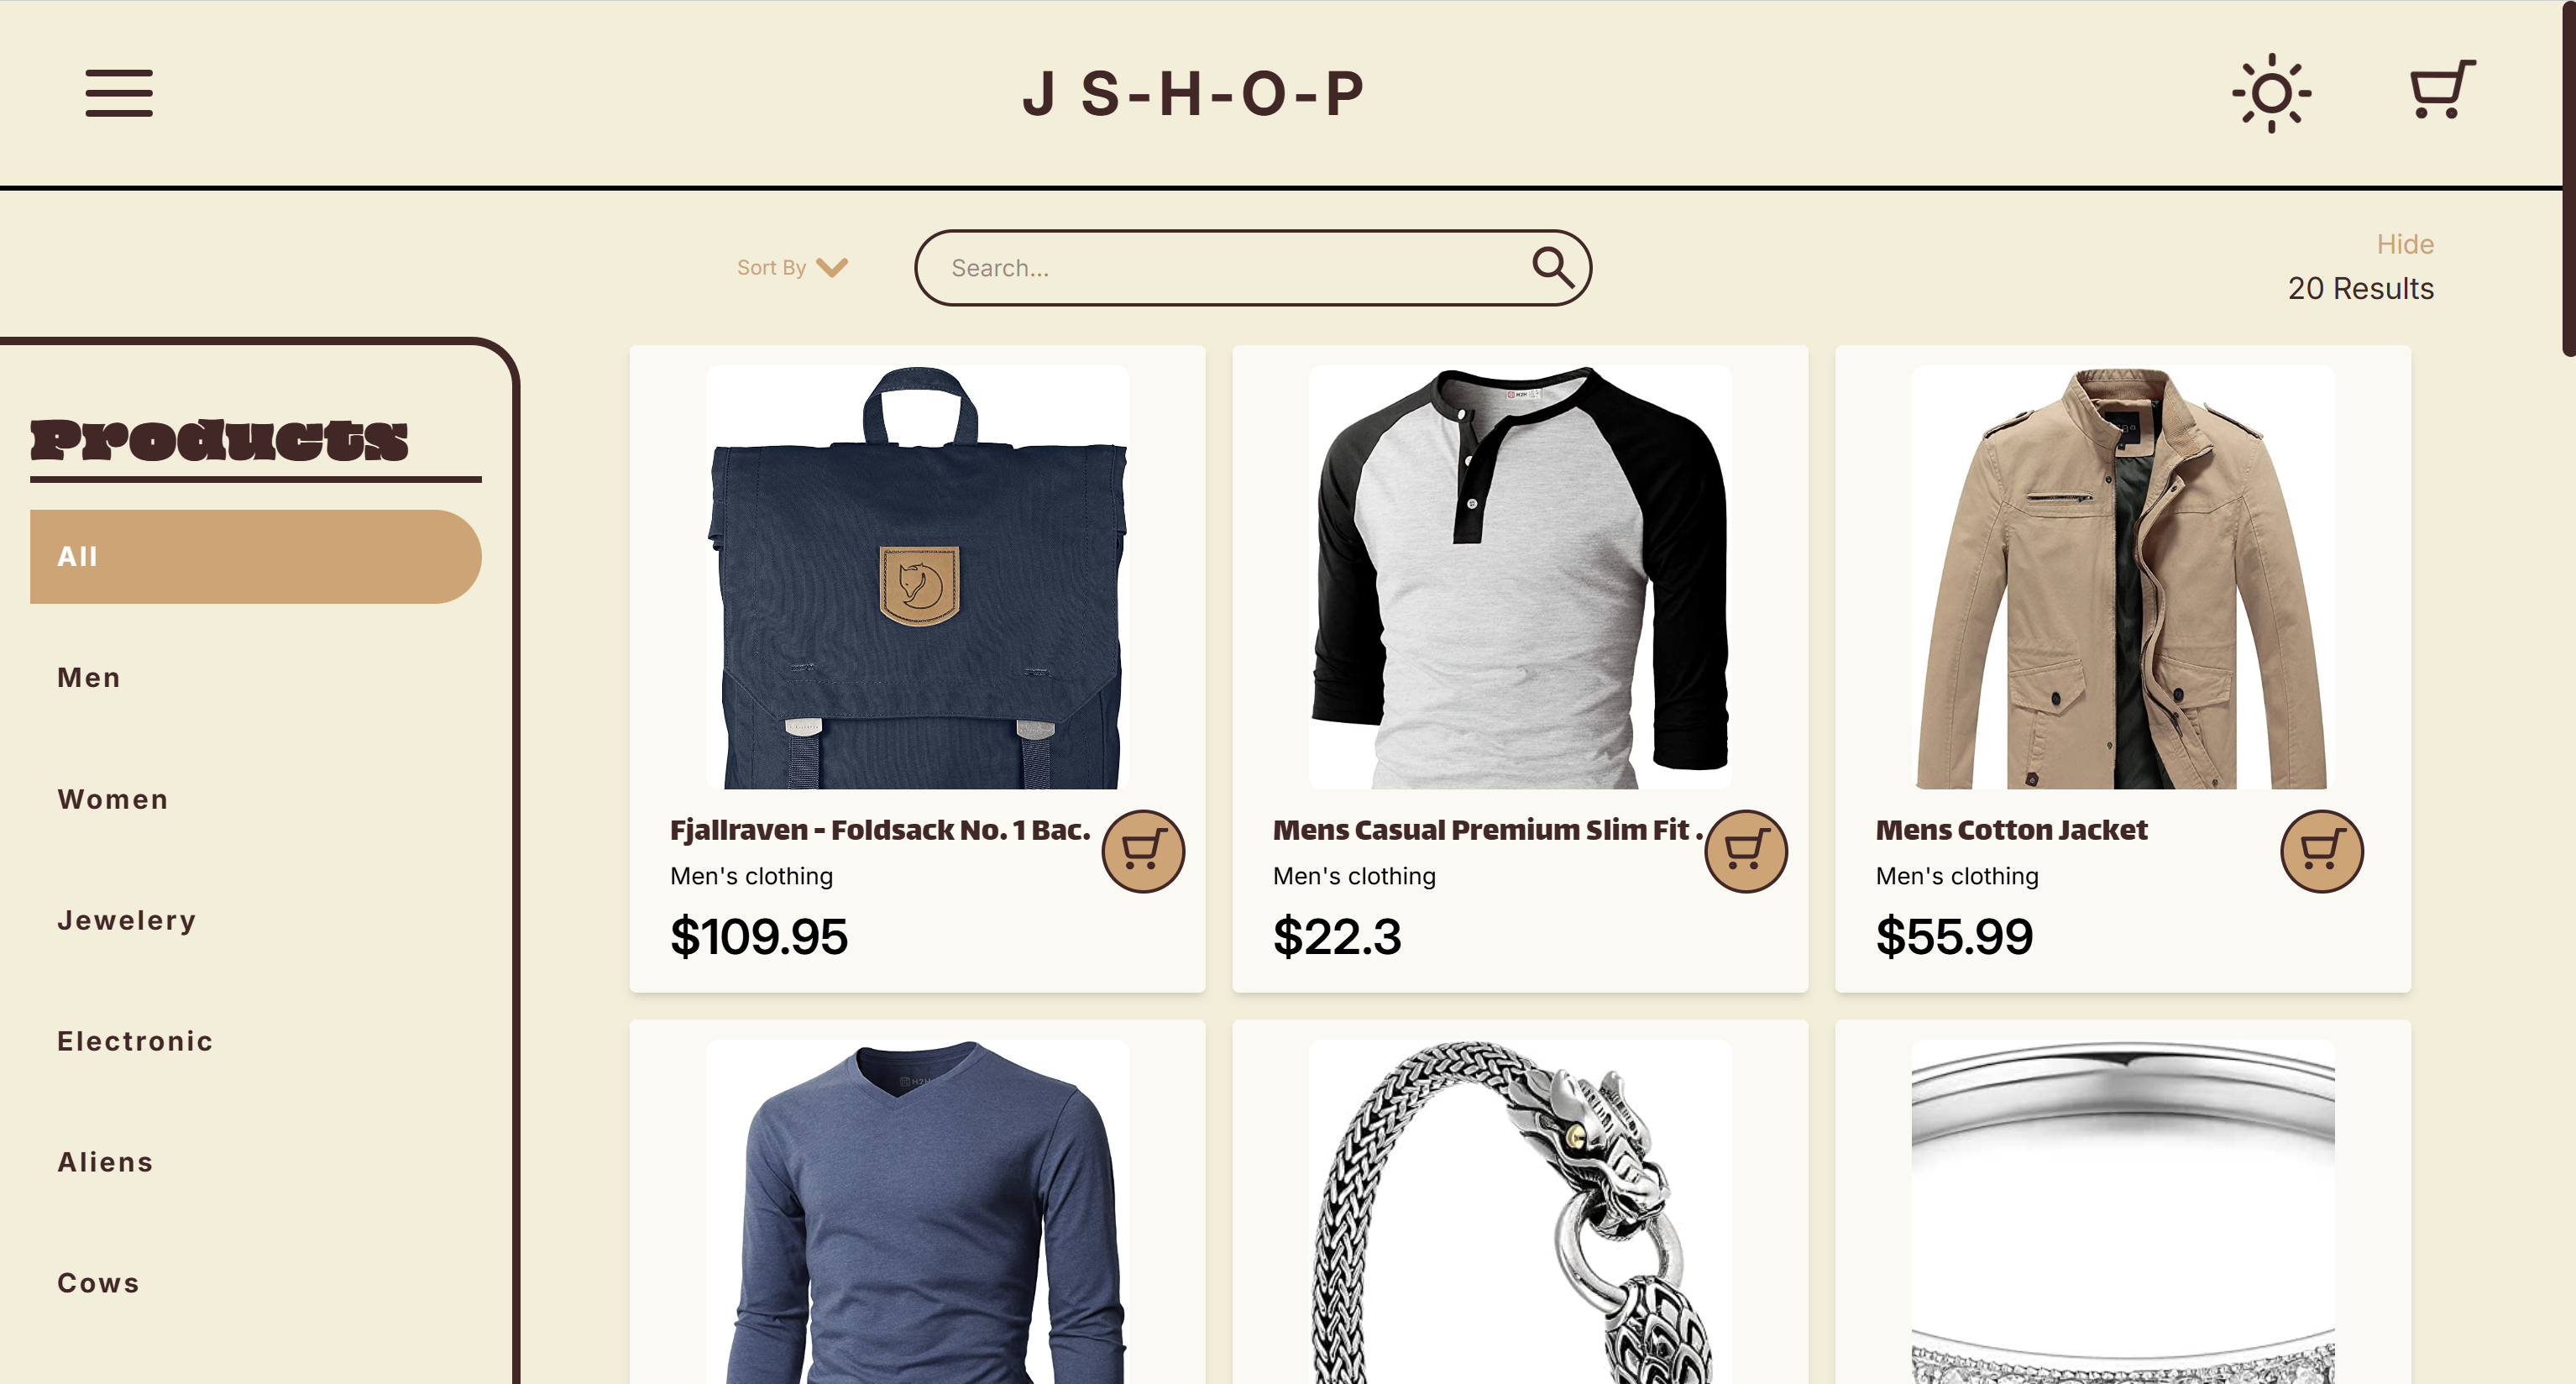 J S-H-O-P
Sort By
Search...
Hide
20 Results
Products
All
Men
Women
Jewelery
Electronic
Aliens
Cows
Fjallraven - Foldsack No. 1 Bac.
Men's clothing
$109.95
Mens Casual Premium Slim Fit .
Men's clothing
$22.3
Mens Cotton Jacket
Men's clothing
$55.99